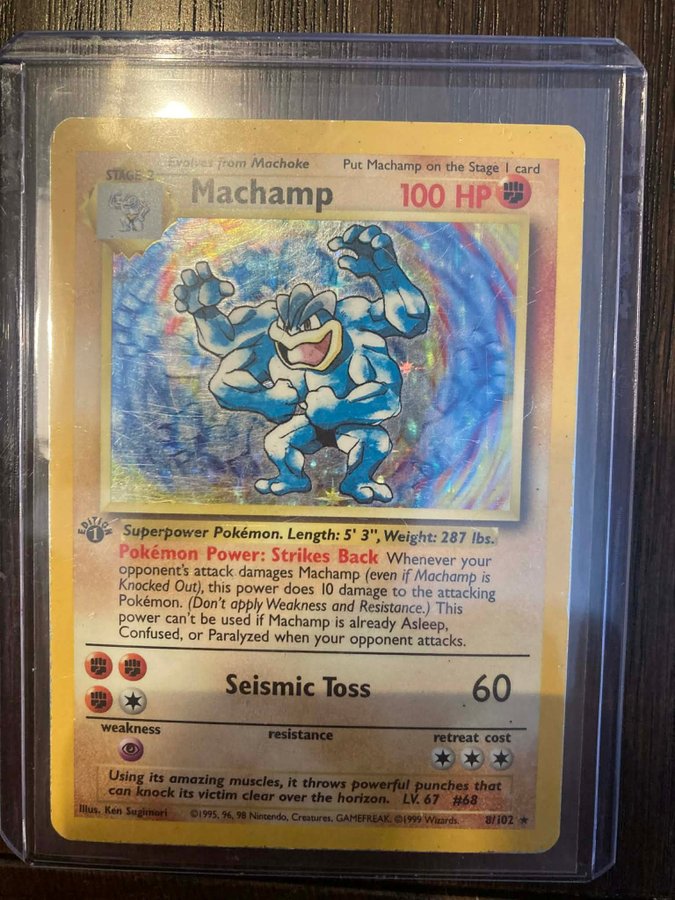 Evolves from Machoke Put Machamp on the Stage 1 card
STAGE 2
Machamp 100 HP
EDITION
1
Superpower Pokémon. Length: 5' 3", Weight: 287 lbs.
Pokémon Power: Strikes Back Whenever your
opponent's attack damages Machamp (even if Machamp is
Knocked Out), this power does 10 damage to the attacking
Pokémon. (Don't apply Weakness and Resistance.) This
power can't be used if Machamp is already Asleep,
Confused, or Paralyzed when your opponent attacks.
Seismic Toss 60
weakness resistance retreat cost
Using its amazing muscles, it throws powerful punches that
can knock its victim clear over the horizon. LV. 67 #68
Illus. Ken Sugimori ©1995, 96, 98 Nintendo, Creatures, GAMEFREAK. ©1999 Wizards. 8/102 ★